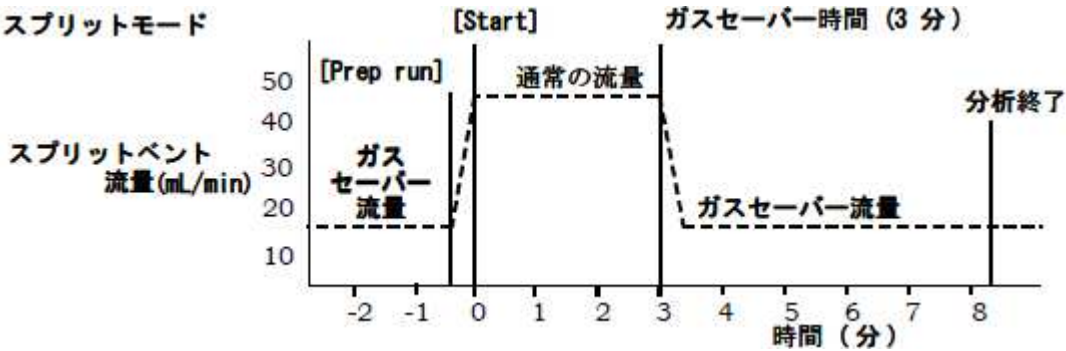 スプリットモード
[Start]
ガスセーバー時間 (3 分)
[Prep run]
通常の流量
分析終了
スプリットベント
流量(mL/min)
50
40
30
20
10
ガス
セーバー
流量
ガスセーバー流量
-2 -1 0 1 2 3 4 5 6 7 8
時間 (分)